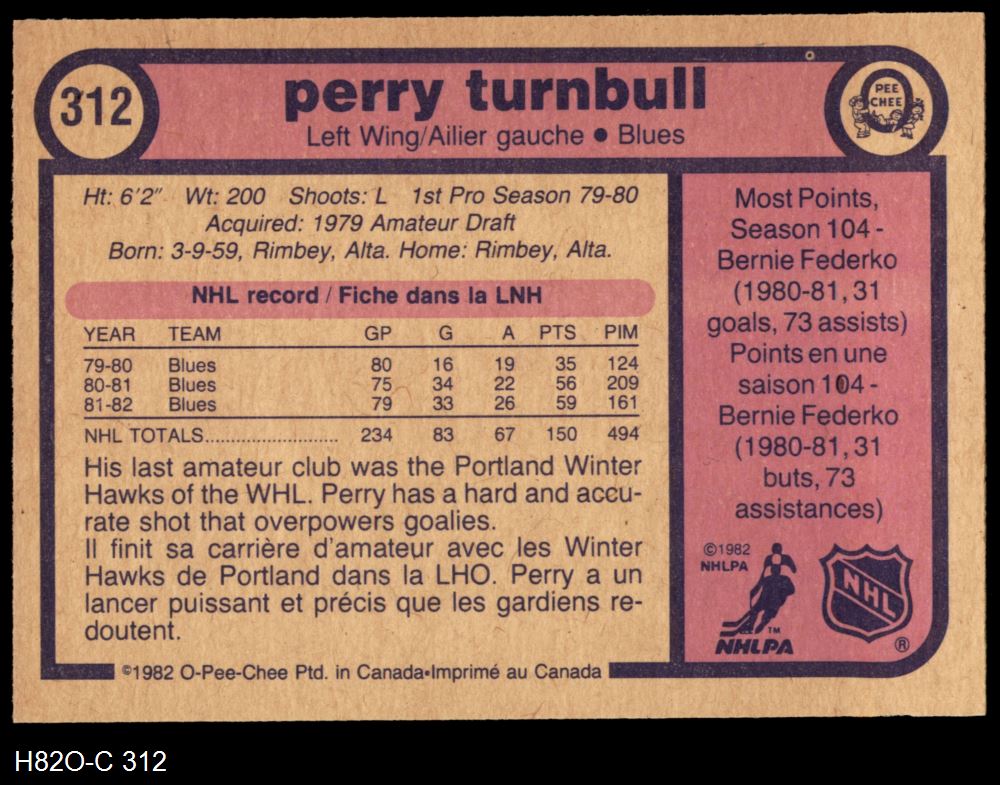 312
perry turnbull
Left Wing/Ailier gauche ● Blues
PEE
CHEE
Ht: 6'2" Wt: 200 Shoots: L 1st Pro Season 79-80
Acquired: 1979 Amateur Draft
Born: 3-9-59, Rimbey, Alta. Home: Rimbey, Alta.
NHL record / Fiche dans la LNH
YEAR TEAM GP G A PTS PIM
79-80 Blues 80 16 19 35 124
80-81 Blues 75 34 22 56 209
81-82 Blues 79 33 26 59 161
NHL TOTALS........................ 234 83 67 150 494
His last amateur club was the Portland Winter
Hawks of the WHL. Perry has a hard and accu-
rate shot that overpowers goalies.
Il finit sa carrière d'amateur avec les Winter
Hawks de Portland dans la LHO. Perry a un
lancer puissant et précis que les gardiens re-
doutent.
Most Points,
Season 104 -
Bernie Federko
(1980-81, 31
goals, 73 assists)
Points en une
saison 104 -
Bernie Federko
(1980-81, 31
buts, 73
assistances)
©1982
NHLPA
TM
NHLPA
NHL
®
©1982 O-Pee-Chee Ptd. in Canada•Imprimé au Canada
H82O-C 312